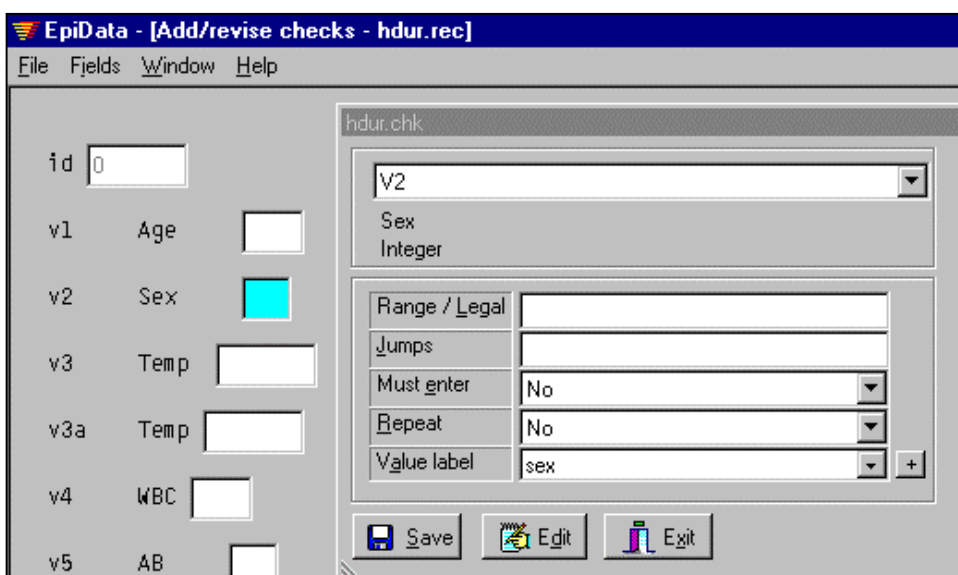 EpiData - [Add/revise checks - hdur.rec]
File Fields Window Help
hdur.chk
id 0
V2
Sex
Integer
v1 Age
v2 Sex
v3 Temp
v3a Temp
v4 WBC
v5 AB
Range / Legal
Jumps
Must enter No
Repeat No
Value label sex +
Save Edit Exit